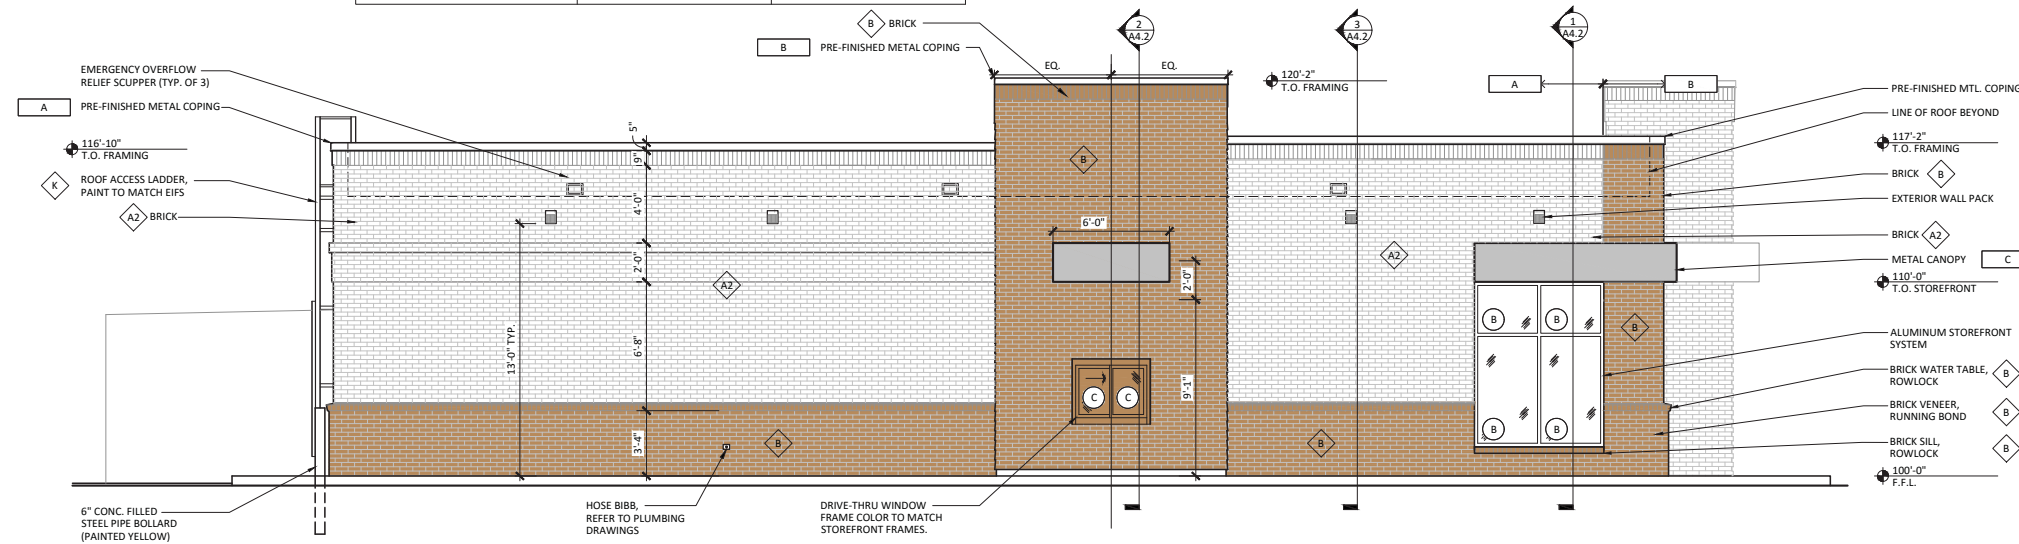 B BRICK
B PRE-FINISHED METAL COPING
EMERGENCY OVERFLOW
RELIEF SCUPPER (TYP. OF 3)
A PRE-FINISHED METAL COPING
116'-10"
T.O. FRAMING
K ROOF ACCESS LADDER,
PAINT TO MATCH EIFS
A2 BRICK
EQ. EQ.
2
A4.2
3
A4.2
1
A4.2
120'-2"
T.O. FRAMING
A B
PRE-FINISHED MTL. COPING
LINE OF ROOF BEYOND
117'-2"
T.O. FRAMING
BRICK B
EXTERIOR WALL PACK
BRICK A2
METAL CANOPY C
110'-0"
T.O. STOREFRONT
ALUMINUM STOREFRONT
SYSTEM
BRICK WATER TABLE,
ROWLOCK B
BRICK VENEER,
RUNNING BOND B
BRICK SILL,
ROWLOCK B
100'-0"
F.F.L.
5"
9"
4'-0"
2'-0"
6'-8"
3'-4"
13'-0" TYP.
6'-0"
2'-0"
9'-1"
B
A2
A2
B
B
B
B B
B B
C C
6" CONC. FILLED
STEEL PIPE BOLLARD
(PAINTED YELLOW)
HOSE BIBB,
REFER TO PLUMBING
DRAWINGS
DRIVE-THRU WINDOW
FRAME COLOR TO MATCH
STOREFRONT FRAMES.